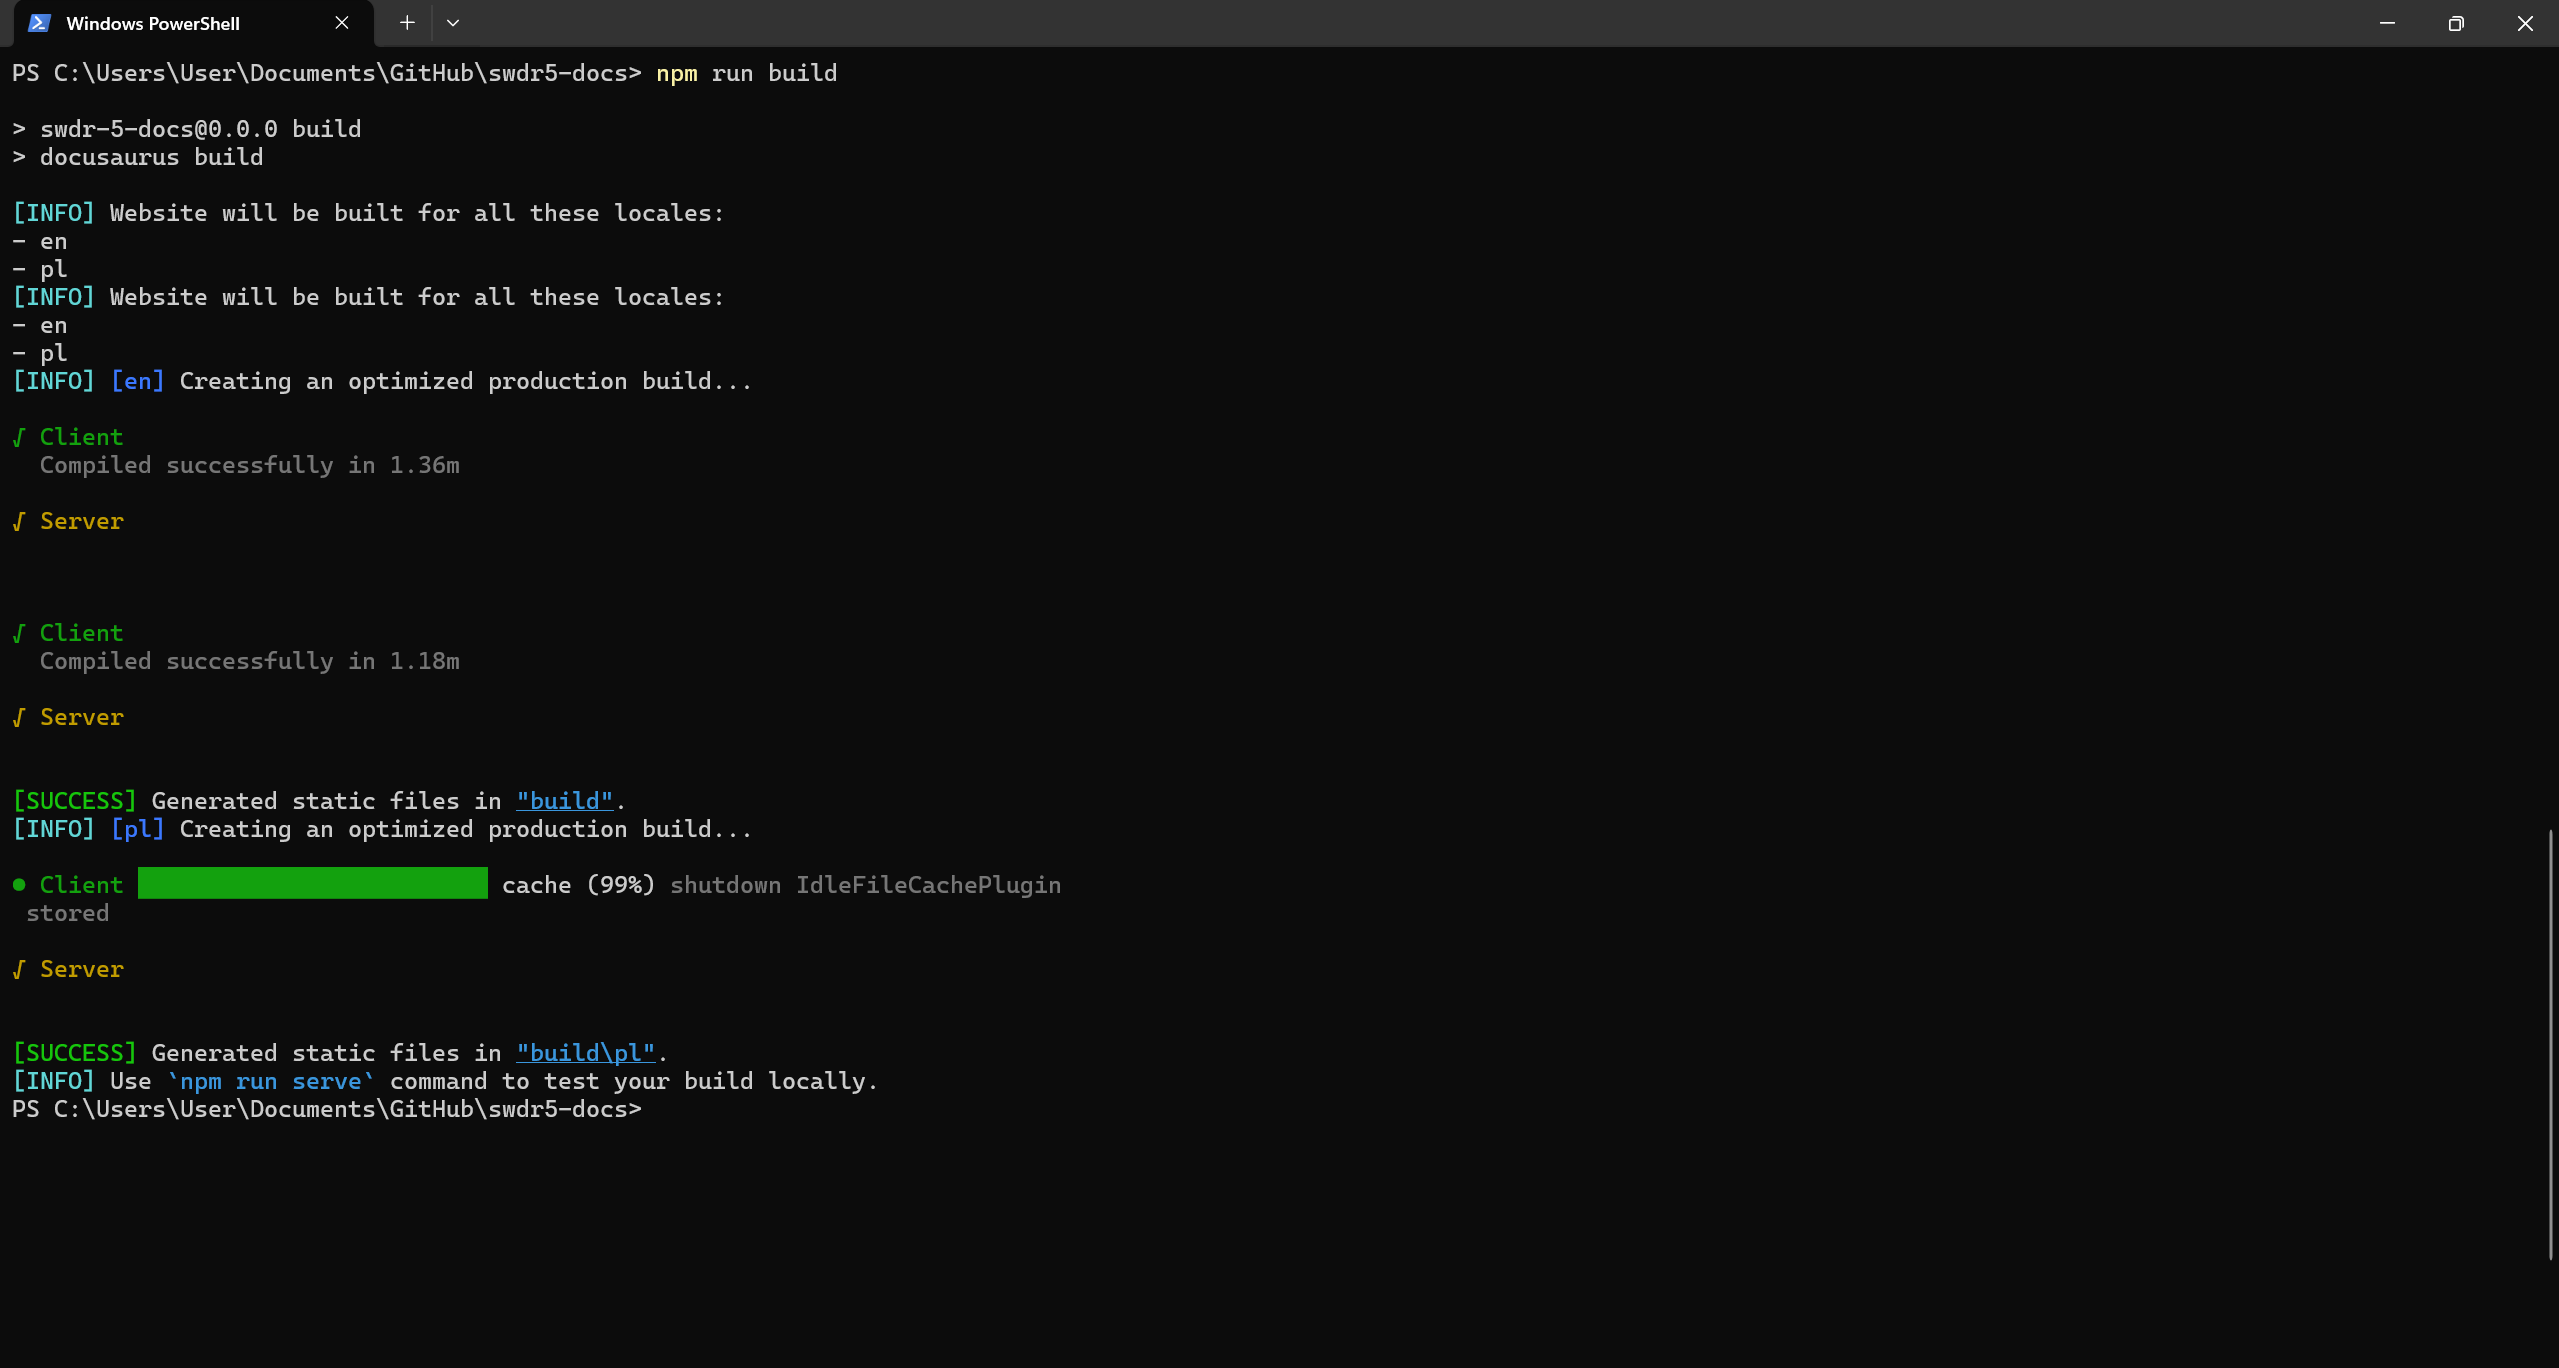 Windows PowerShell
PS C:\Users\User\Documents\GitHub\swdr5-docs> npm run build
> swdr-5-docs@0.0.0 build
> docusaurus build
[INFO] Website will be built for all these locales:
- en
- pl
[INFO] Website will be built for all these locales:
- en
- pl
[INFO] [en] Creating an optimized production build...
√ Client
Compiled successfully in 1.36m
√ Server
√ Client
Compiled successfully in 1.18m
√ Server
[SUCCESS] Generated static files in "build".
[INFO] [pl] Creating an optimized production build...
● Client cache (99%) shutdown IdleFileCachePlugin
stored
√ Server
[SUCCESS] Generated static files in "build\pl".
[INFO] Use `npm run serve` command to test your build locally.
PS C:\Users\User\Documents\GitHub\swdr5-docs>